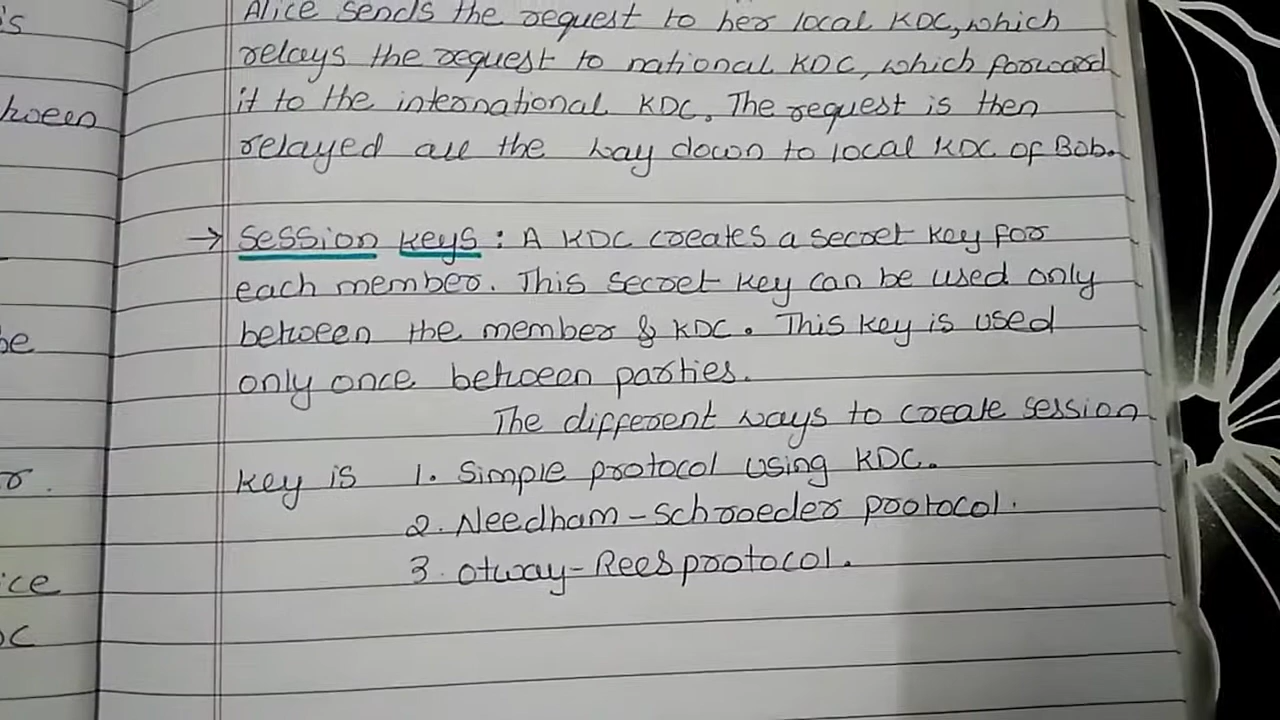 's
hween
be
r.
ice
DC
Alice sends the request to her local KDC, which
relays the request to national KDC, which forward
it to the international KDC. The request is then
relayed all the way down to local KDC of Bob.
→ Session keys : A KDC creates a secret key for
each member. This secret key can be used only
between the member & KDC. This key is used
only once between parties.
The different ways to create session
key is 1. Simple protocol using KDC.
2. Needham-Schroeder protocol.
3. Otway-Rees protocol.